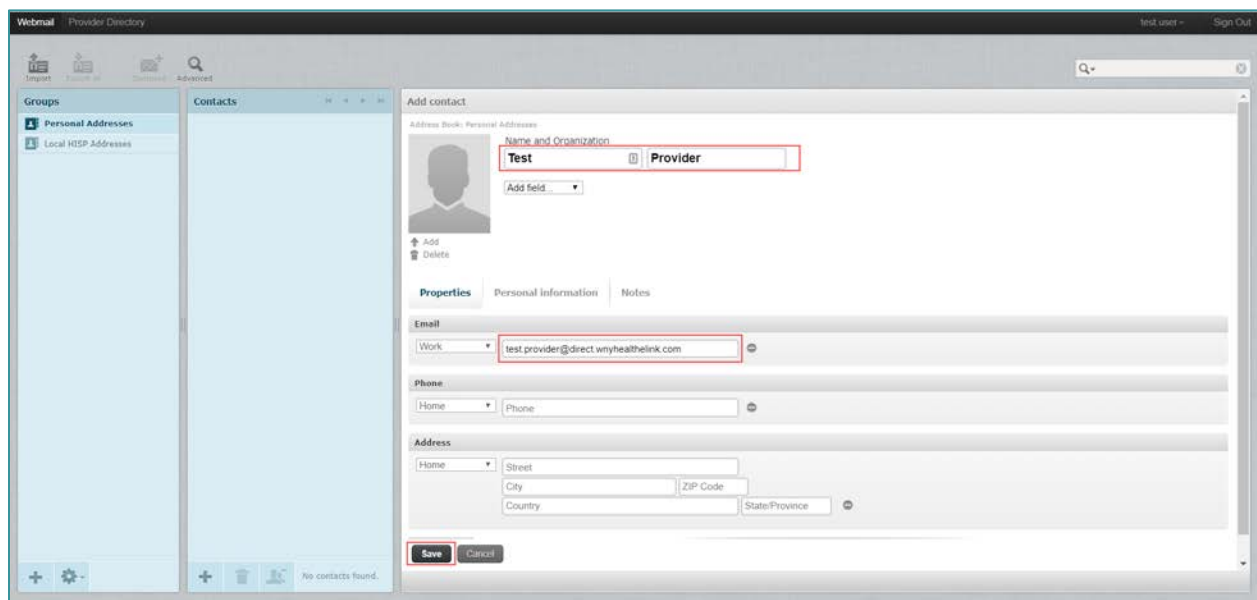 Webmail Provider Directory test user Sign Out
Import Export all Download Advanced
Groups
Personal Addresses
Local HISP Addresses
Contacts
No contacts found.
Add contact
Address Book: Personal Addresses
Name and Organization
Test Provider
Add field...
Add
Delete
Properties Personal information Notes
Email
Work test.provider@direct.wnyhealthelink.com
Phone
Home Phone
Address
Home Street
City ZIP Code
Country State/Province
Save Cancel